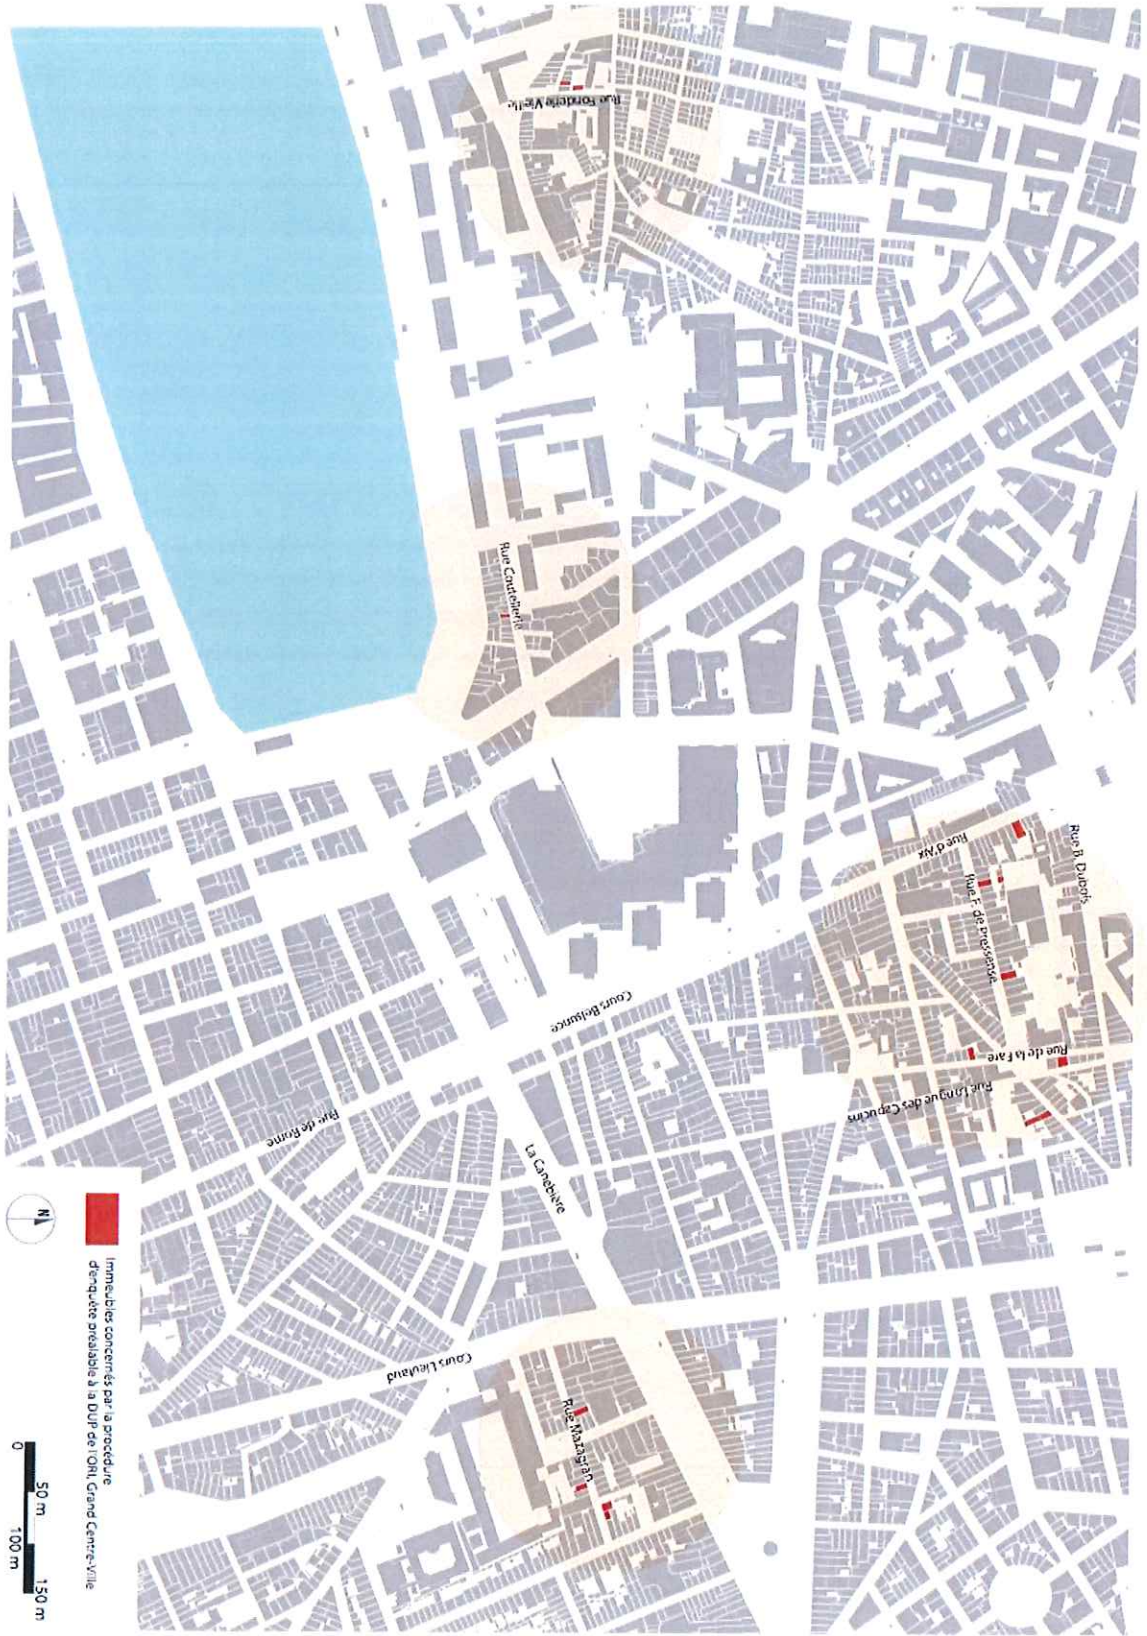 Rue Fonderie Vieille
Rue Coutellerie
Rue d'Aix
Rue B. Dubois
Rue F. de Pressensé
Cours Belsunce
Rue de la Fare
Rue Longue des Capucins
Rue de Rome
La Canebière
Cours Lieutaud
Rue Mazagran
N
Immeubles concernés par la procédure
d'enquête préalable à la DUP de l'ORI, Grand Centre-Ville
0 50 m 100 m 150 m